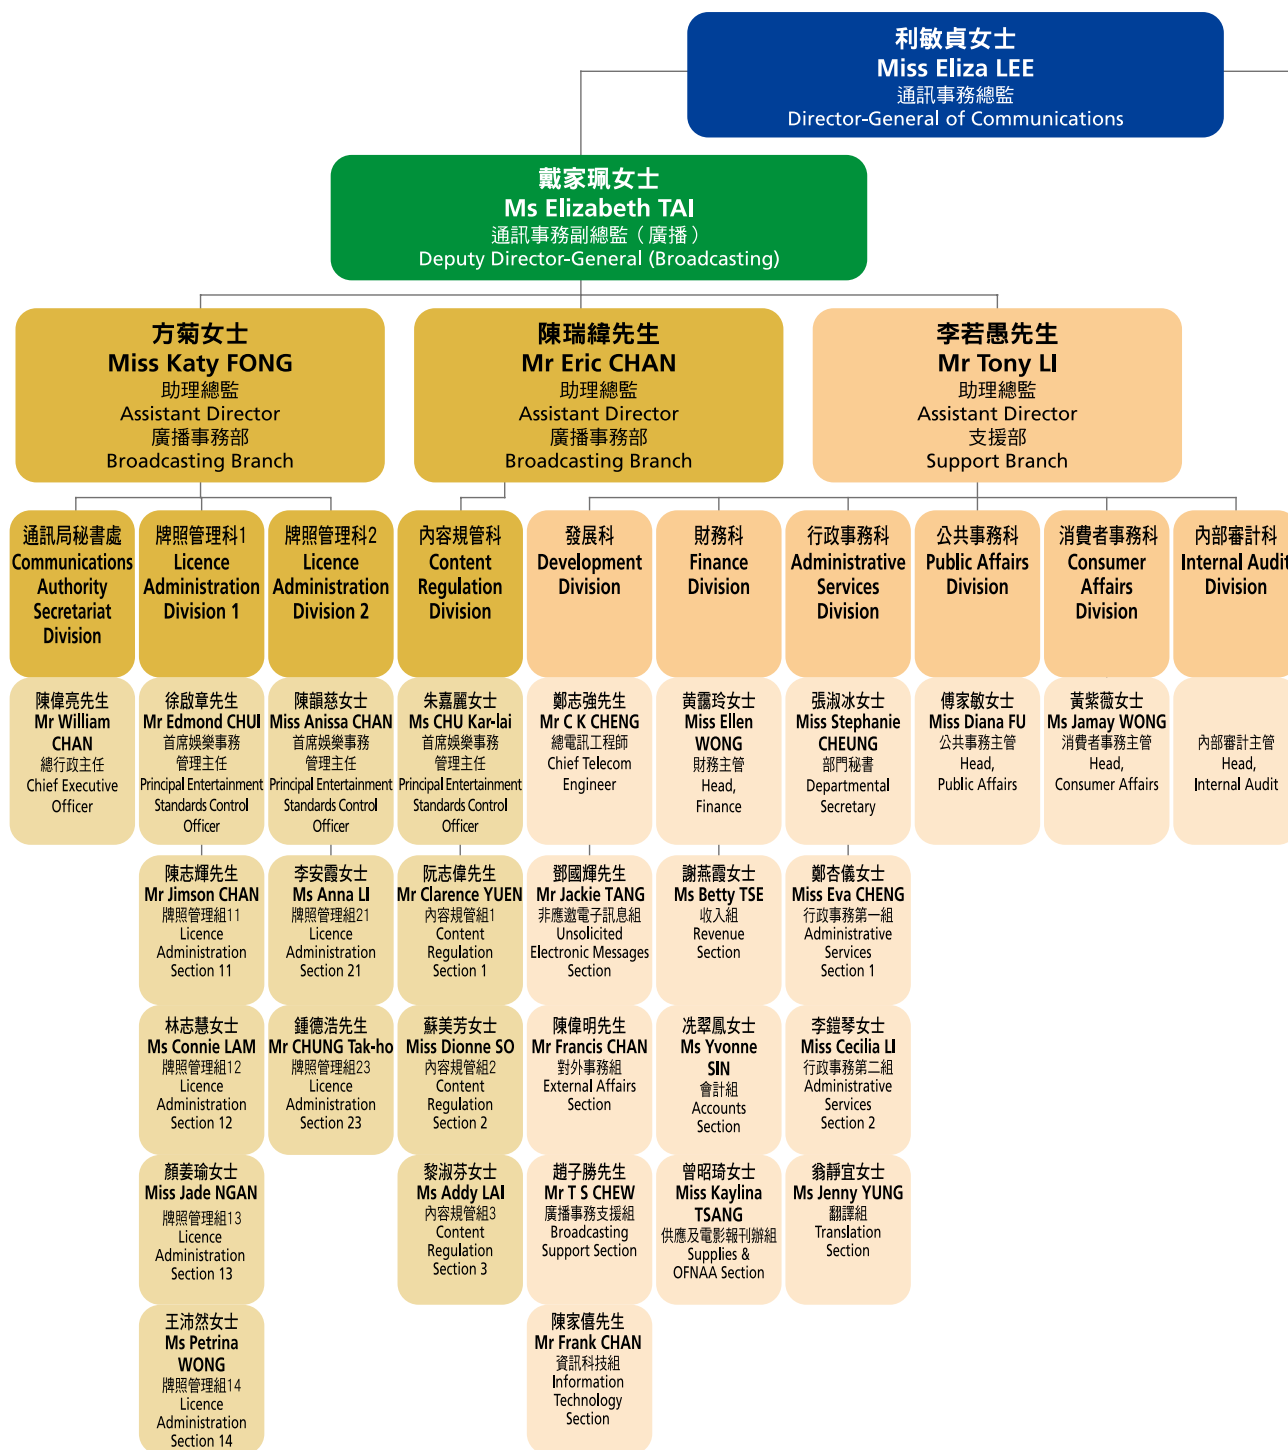 利敏貞女士
Miss Eliza LEE
通訊事務總監
Director-General of Communications
戴家珮女士
Ms Elizabeth TAI
通訊事務副總監（廣播）
Deputy Director-General (Broadcasting)
方菊女士
Miss Katy FONG
助理總監
Assistant Director
廣播事務部
Broadcasting Branch
陳瑞緯先生
Mr Eric CHAN
助理總監
Assistant Director
廣播事務部
Broadcasting Branch
李若愚先生
Mr Tony LI
助理總監
Assistant Director
支援部
Support Branch
通訊局秘書處
Communications
Authority
Secretariat
Division
牌照管理科1
Licence
Administration
Division 1
牌照管理科2
Licence
Administration
Division 2
內容規管科
Content
Regulation
Division
發展科
Development
Division
財務科
Finance
Division
行政事務科
Administrative
Services
Division
公共事務科
Public Affairs
Division
消費者事務科
Consumer
Affairs
Division
內部審計科
Internal Audit
Division
陳偉亮先生
Mr William
CHAN
總行政主任
Chief Executive
Officer
徐啟章先生
Mr Edmond CHUI
首席娛樂事務
管理主任
Principal Entertainment
Standards Control
Officer
陳韻慈女士
Miss Anissa CHAN
首席娛樂事務
管理主任
Principal Entertainment
Standards Control
Officer
朱嘉麗女士
Ms CHU Kar-lai
首席娛樂事務
管理主任
Principal Entertainment
Standards Control
Officer
鄭志強先生
Mr C K CHENG
總電訊工程師
Chief Telecom
Engineer
黃靄玲女士
Miss Ellen
WONG
財務主管
Head,
Finance
張淑冰女士
Miss Stephanie
CHEUNG
部門秘書
Departmental
Secretary
傅家敏女士
Miss Diana FU
公共事務主管
Head,
Public Affairs
黃紫薇女士
Ms Jamay WONG
消費者事務主管
Head,
Consumer Affairs
內部審計主管
Head,
Internal Audit
陳志輝先生
Mr Jimson CHAN
牌照管理組11
Licence
Administration
Section 11
李安霞女士
Ms Anna LI
牌照管理組21
Licence
Administration
Section 21
阮志偉先生
Mr Clarence YUEN
內容規管組1
Content
Regulation
Section 1
鄧國輝先生
Mr Jackie TANG
非應邀電子訊息組
Unsolicited
Electronic Messages
Section
謝燕霞女士
Ms Betty TSE
收入組
Revenue
Section
鄭杏儀女士
Miss Eva CHENG
行政事務第一組
Administrative
Services
Section 1
林志慧女士
Ms Connie LAM
牌照管理組12
Licence
Administration
Section 12
鍾德浩先生
Mr CHUNG Tak-ho
牌照管理組23
Licence
Administration
Section 23
蘇美芳女士
Miss Dionne SO
內容規管組2
Content
Regulation
Section 2
陳偉明先生
Mr Francis CHAN
對外事務組
External Affairs
Section
冼翠鳳女士
Ms Yvonne
SIN
會計組
Accounts
Section
李鎧琴女士
Miss Cecilia LI
行政事務第二組
Administrative
Services
Section 2
顏姜瑜女士
Miss Jade NGAN
牌照管理組13
Licence
Administration
Section 13
黎淑芬女士
Ms Addy LAI
內容規管組3
Content
Regulation
Section 3
趙子勝先生
Mr T S CHEW
廣播事務支援組
Broadcasting
Support Section
曾昭琦女士
Miss Kaylina
TSANG
供應及電影報刊辦組
Supplies &
OFNAA Section
翁靜宜女士
Ms Jenny YUNG
翻譯組
Translation
Section
王沛然女士
Ms Petrina
WONG
牌照管理組14
Licence
Administration
Section 14
陳家僖先生
Mr Frank CHAN
資訊科技組
Information
Technology
Section